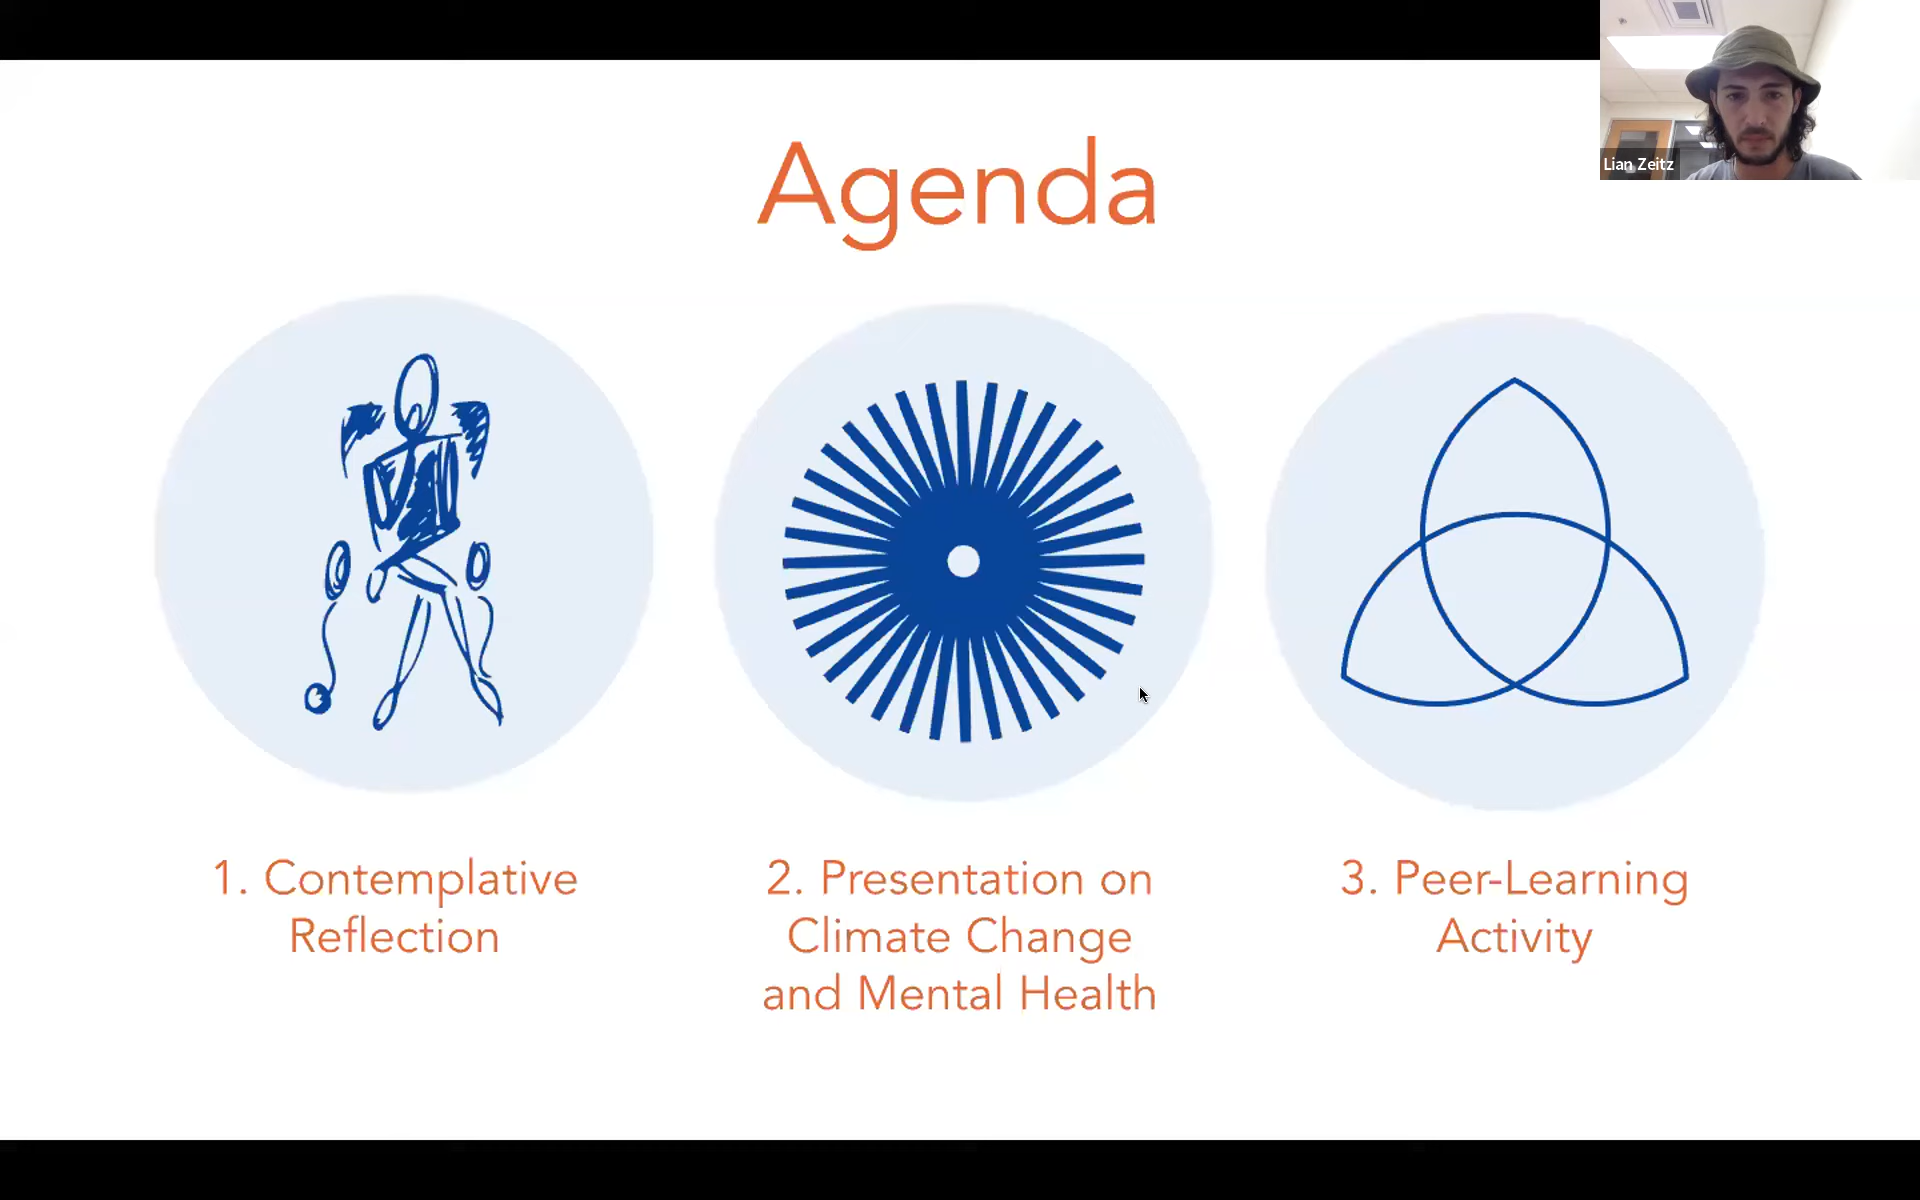 Lian Zeitz
Agenda
1. Contemplative
Reflection
2. Presentation on
Climate Change
and Mental Health
3. Peer-Learning
Activity